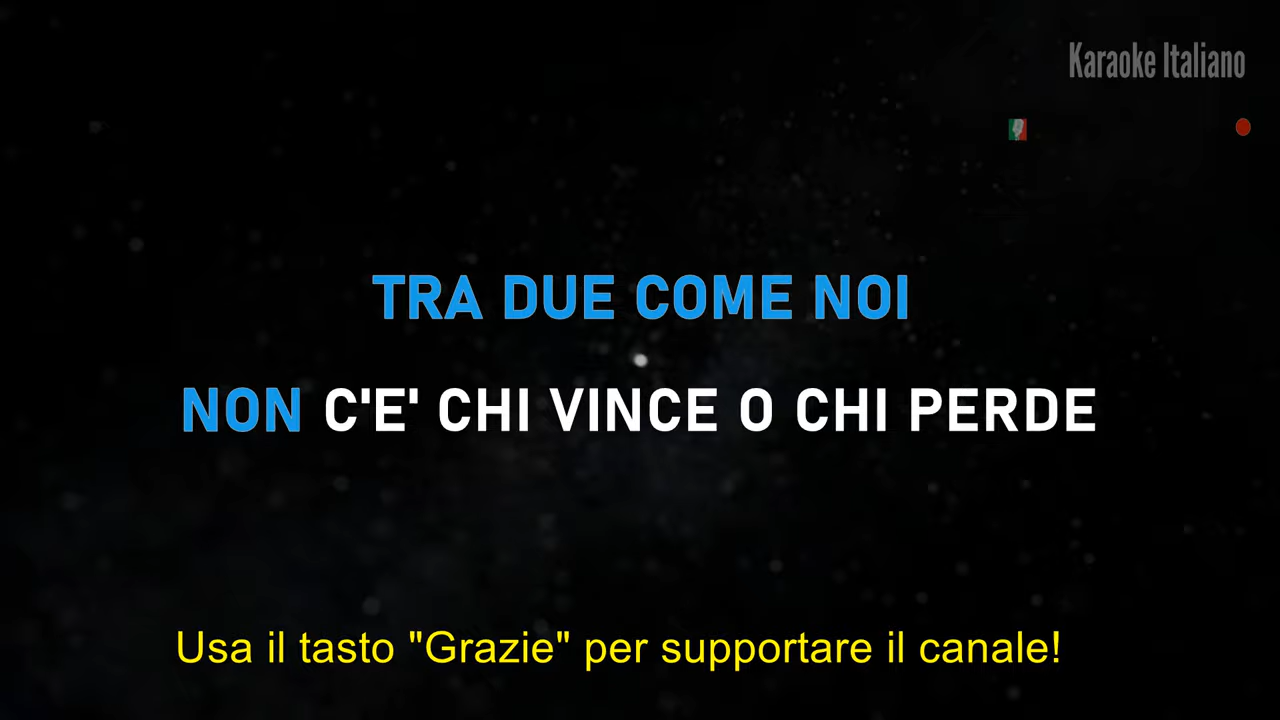 Karaoke Italiano
TRA DUE COME NOI
NON C'E' CHI VINCE O CHI PERDE
Usa il tasto "Grazie" per supportare il canale!